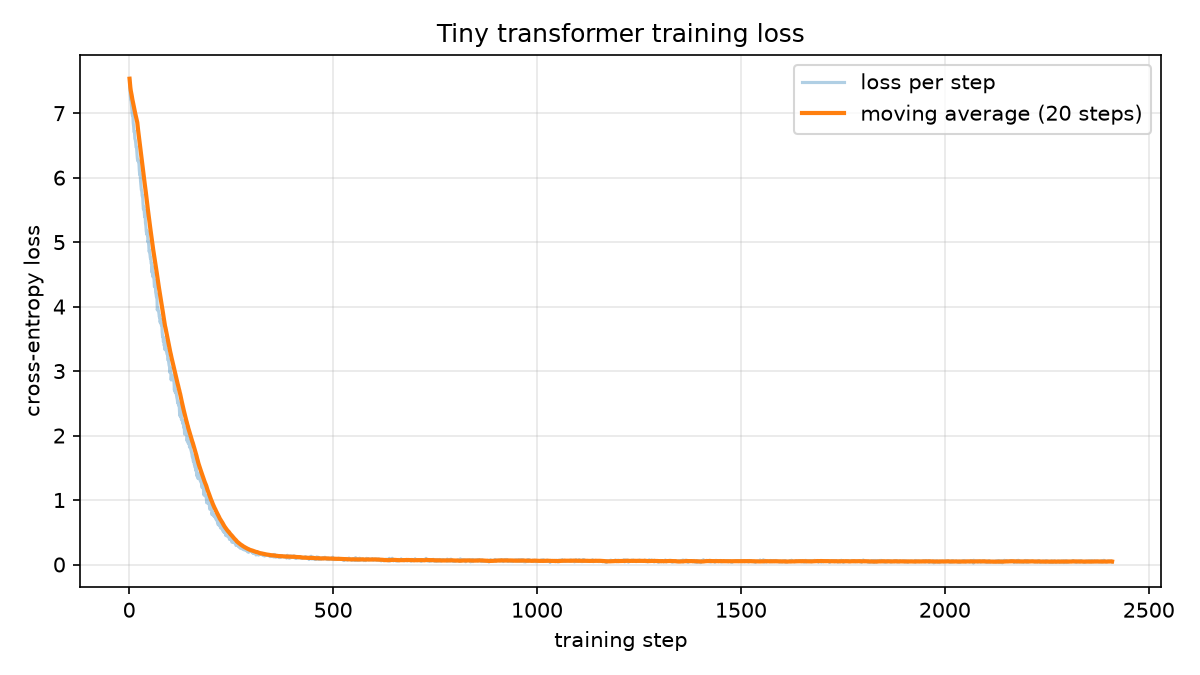 Tiny transformer training loss
loss per step
moving average (20 steps)
cross-entropy loss
7
6
5
4
3
2
1
0
0 500 1000 1500 2000 2500
training step